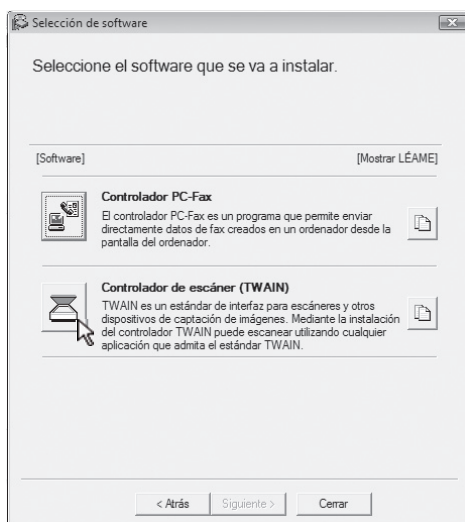 Selección de software
Seleccione el software que se va a instalar.
[Software] [Mostrar LÉAME]
Controlador PC-Fax
El controlador PC-Fax es un programa que permite enviar
directamente datos de fax creados en un ordenador desde la
pantalla del ordenador.
Controlador de escáner (TWAIN)
TWAIN es un estándar de interfaz para escáneres y otros
dispositivos de captación de imágenes. Mediante la instalación
del controlador TWAIN puede escanear utilizando cualquier
aplicación que admita el estándar TWAIN.
< Atrás Siguiente > Cerrar